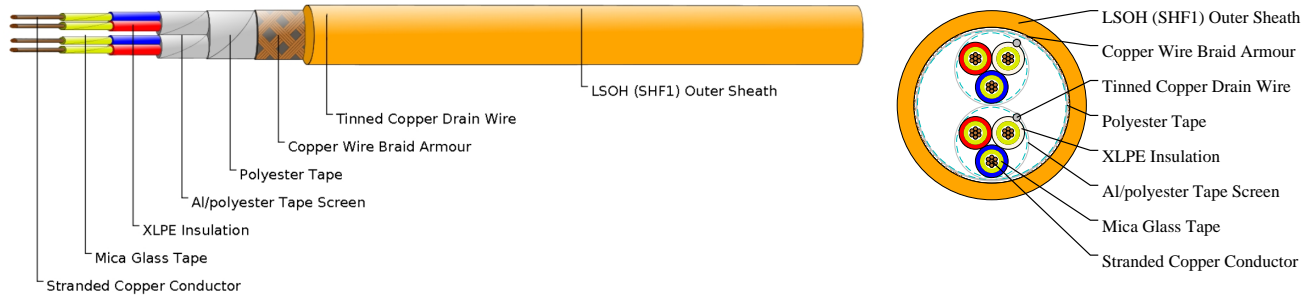 LSOH (SHF1) Outer Sheath
Tinned Copper Drain Wire
Copper Wire Braid Armour
Polyester Tape
Al/polyester Tape Screen
XLPE Insulation
Mica Glass Tape
Stranded Copper Conductor
LSOH (SHF1) Outer Sheath
Copper Wire Braid Armour
Tinned Copper Drain Wire
Polyester Tape
XLPE Insulation
Al/polyester Tape Screen
Mica Glass Tape
Stranded Copper Conductor